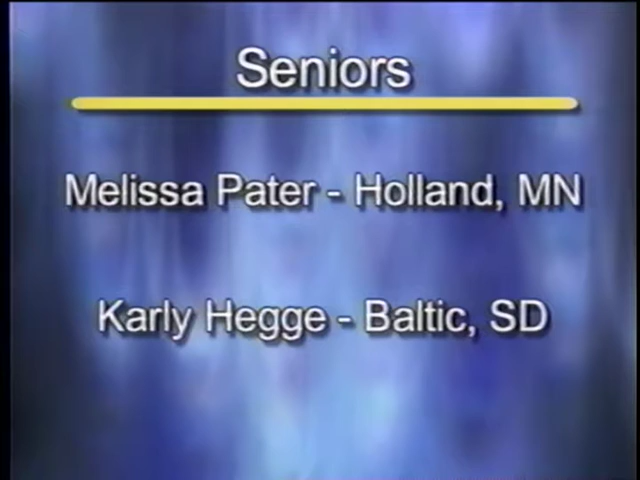 Seniors
Melissa Pater - Holland, MN
Karly Hegge - Baltic, SD